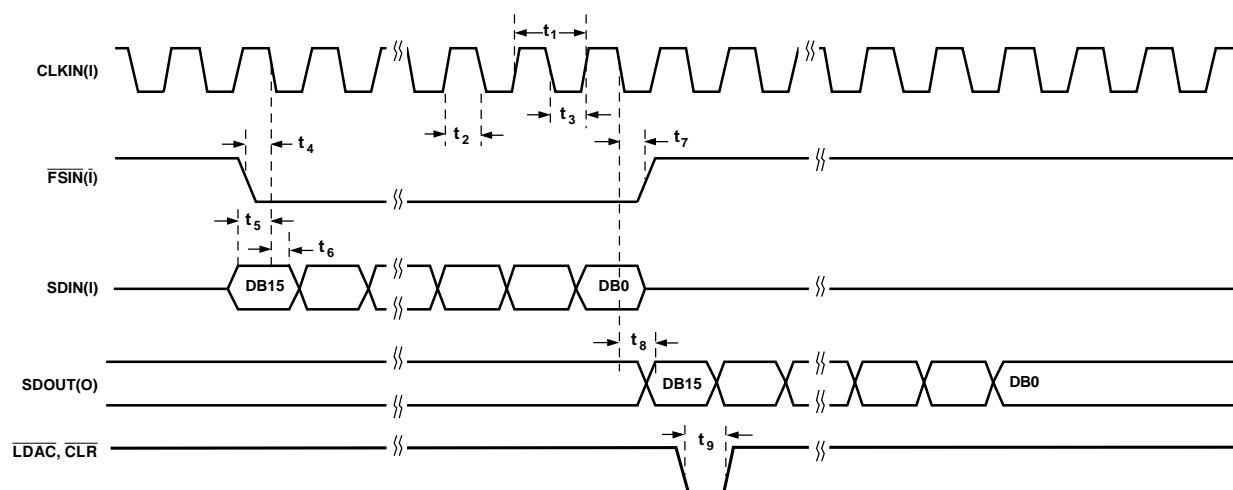 t1
CLKIN(I)
t3
t2
t7
t4
FSIN(I)
t5
t6
SDIN(I)
DB15
DB0
t8
SDOUT(O)
DB15
DB0
t9
LDAC, CLR